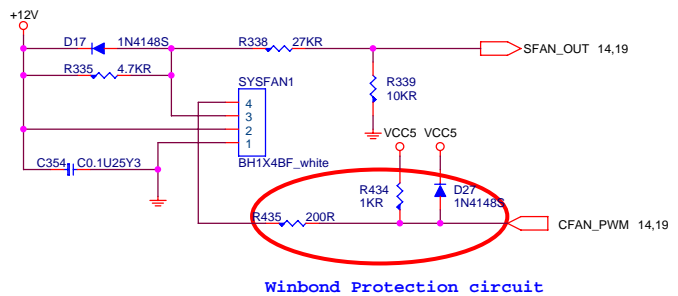 +12V
D17 1N4148S
R338 27KR
SFAN_OUT 14,19
R335 4.7KR
SYSFAN1
R339
10KR
4
3
2
1
VCC5 VCC5
C354 C0.1U25Y3
BH1X4BF_white
R434
1KR
D27
1N4148S
R435 200R
CFAN_PWM 14,19
Winbond Protection circuit